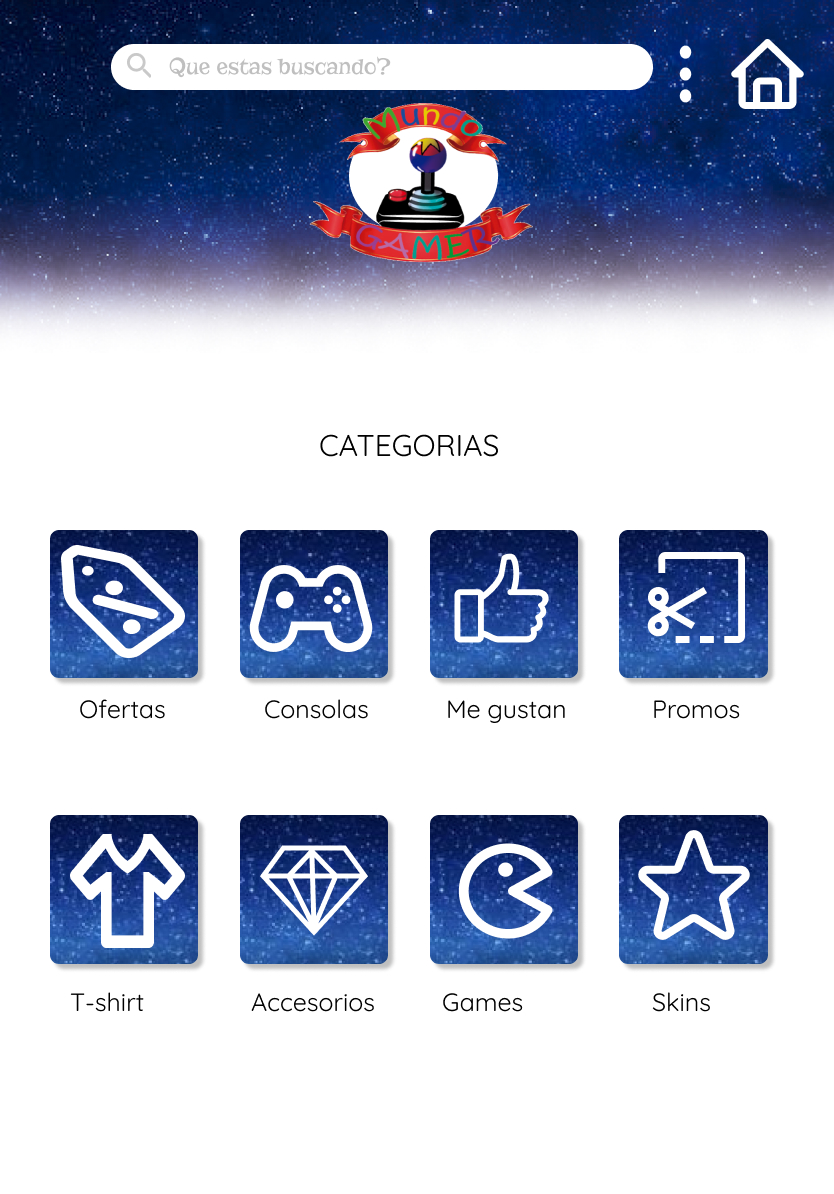 Que estas buscando?
Mundo
GAMER
CATEGORIAS
Ofertas
Consolas
Me gustan
Promos
T-shirt
Accesorios
Games
Skins